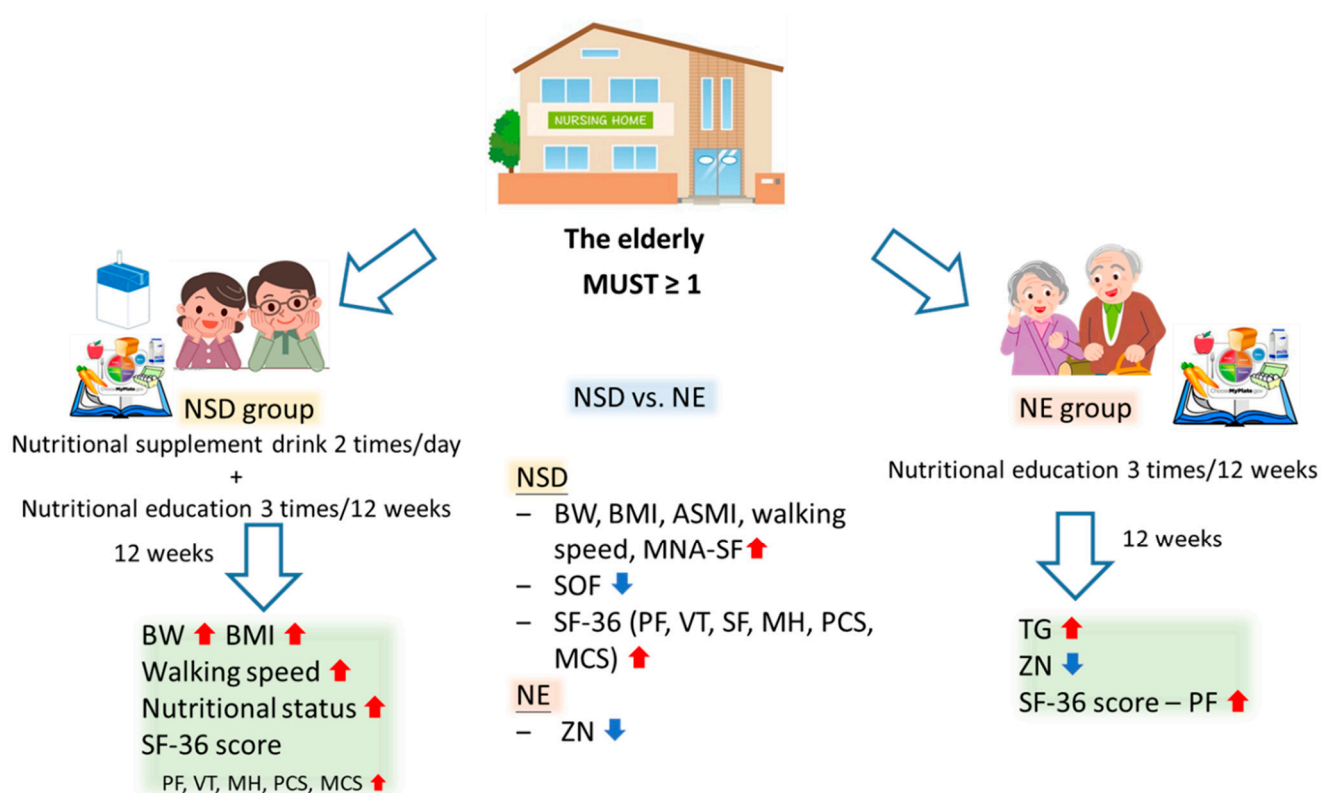 NURSING HOME
The elderly
MUST ≥ 1
NSD group
Nutritional supplement drink 2 times/day
+
Nutritional education 3 times/12 weeks
12 weeks
BW ⬆ BMI ⬆
Walking speed ⬆
Nutritional status ⬆
SF-36 score
PF, VT, MH, PCS, MCS ⬆
NSD vs. NE
NSD
– BW, BMI, ASMI, walking
speed, MNA-SF ⬆
– SOF ⬇
– SF-36 (PF, VT, SF, MH, PCS,
MCS) ⬆
NE
– ZN ⬇
NE group
Nutritional education 3 times/12 weeks
12 weeks
TG ⬆
ZN ⬇
SF-36 score – PF ⬆
ChooseMyPlate.gov